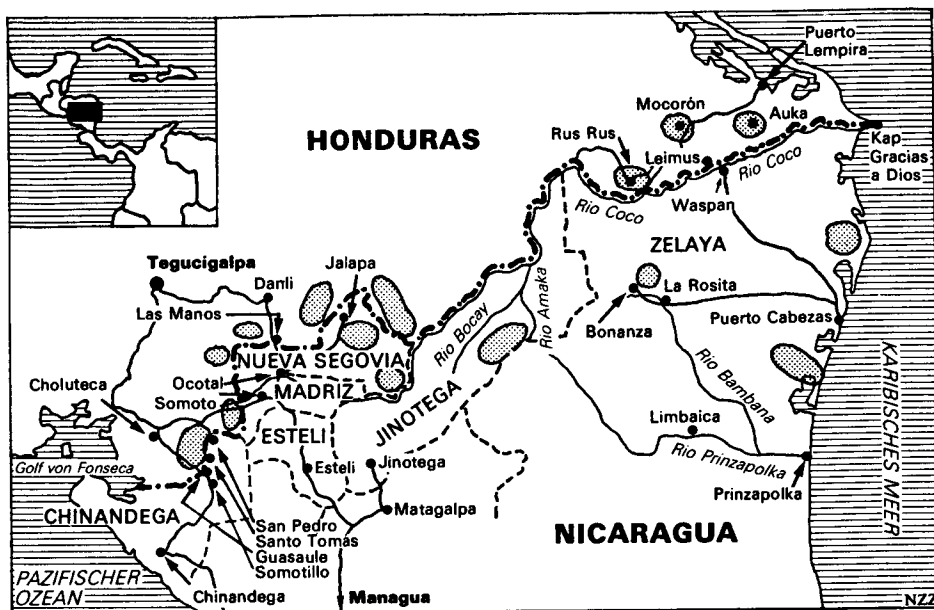 Puerto
Lempira
Mocorón
Auka
HONDURAS
Rus Rus
Leimus
Kap
Gracias
a Dios
Rio Coco
Rio Coco
Waspan
ZELAYA
Tegucigalpa
Jalapa
Danli
Las Manos
La Rosita
Bonanza
Puerto Cabezas
Rio Bocay
Rio Amaka
NUEVA SEGOVIA
Ocotal
MADRIZ
Choluteca
Somoto
JINOTEGA
Rio Bambana
KARIBISCHES MEER
ESTELI
Limbaica
Golf von Fonseca
Esteli
Jinotega
Rio Prinzapolka
Prinzapolka
CHINANDEGA
San Pedro
Santo Tomás
Guasaule
Somotillo
Matagalpa
NICARAGUA
PAZIFISCHER
OZEAN
Chinandega
Managua
NZZ